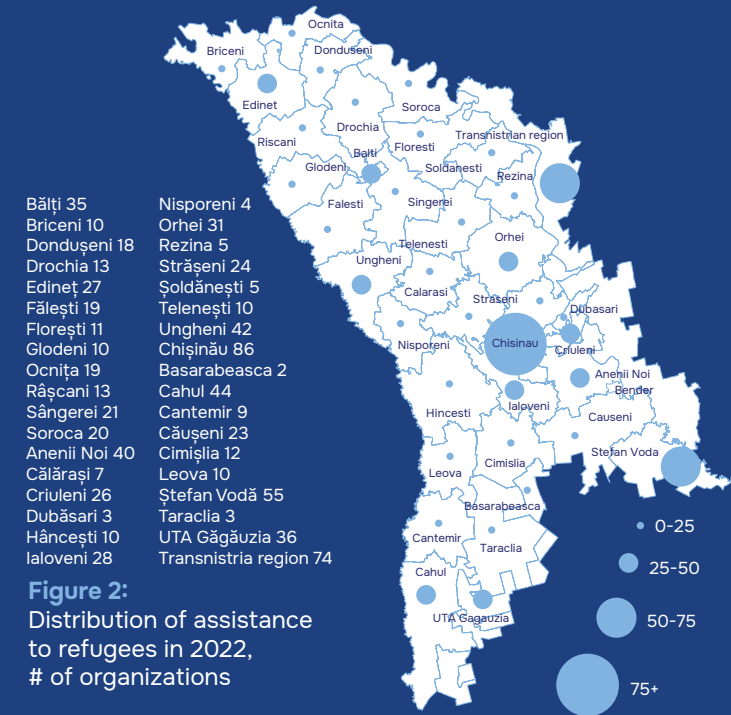 Ocnita
Briceni
Donduseni
Edinet
Soroca
Drochia
Transnistrian region
Riscani
Floresti
Balti
Glodeni
Soldanesti
Rezina
Falesti
Singerei
Orhei
Telenesti
Ungheni
Calarasi
Straseni
Dubasari
Chisinau
Nisporeni
Criuleni
Anenii Noi
Bender
Ialoveni
Hincesti
Causeni
Stefan Voda
Cimislia
Leova
Basarabeasca
Cantemir
Taraclia
Cahul
UTA Gagauzia
Bălți 35
Briceni 10
Dondușeni 18
Drochia 13
Edineț 27
Fălești 19
Florești 11
Glodeni 10
Ocnița 19
Râșcani 13
Sângerei 21
Soroca 20
Anenii Noi 40
Călărași 7
Criuleni 26
Dubăsari 3
Hâncești 10
Ialoveni 28
Nisporeni 4
Orhei 31
Rezina 5
Strășeni 24
Șoldănești 5
Telenești 10
Ungheni 42
Chișinău 86
Basarabeasca 2
Cahul 44
Cantemir 9
Căușeni 23
Cimișlia 12
Leova 10
Ștefan Vodă 55
Taraclia 3
UTA Găgăuzia 36
Transnistria region 74
0-25
25-50
50-75
75+
Figure 2:
Distribution of assistance
to refugees in 2022,
# of organizations